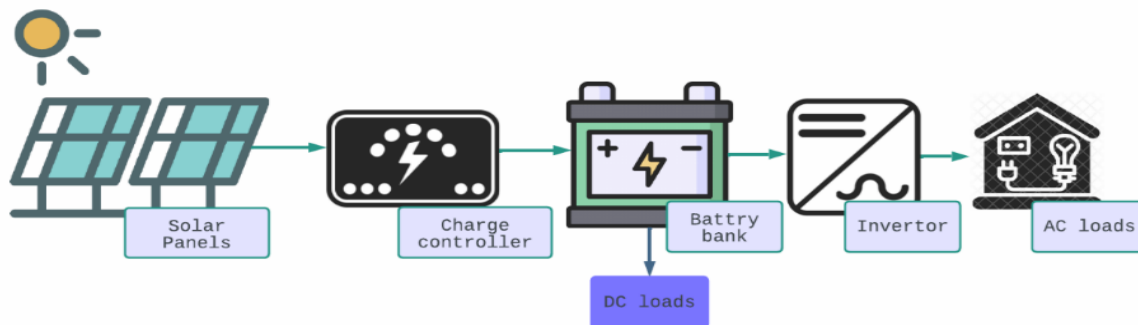 Solar
Panels
Charge
controller
Battry
bank
Invertor
AC loads
DC loads